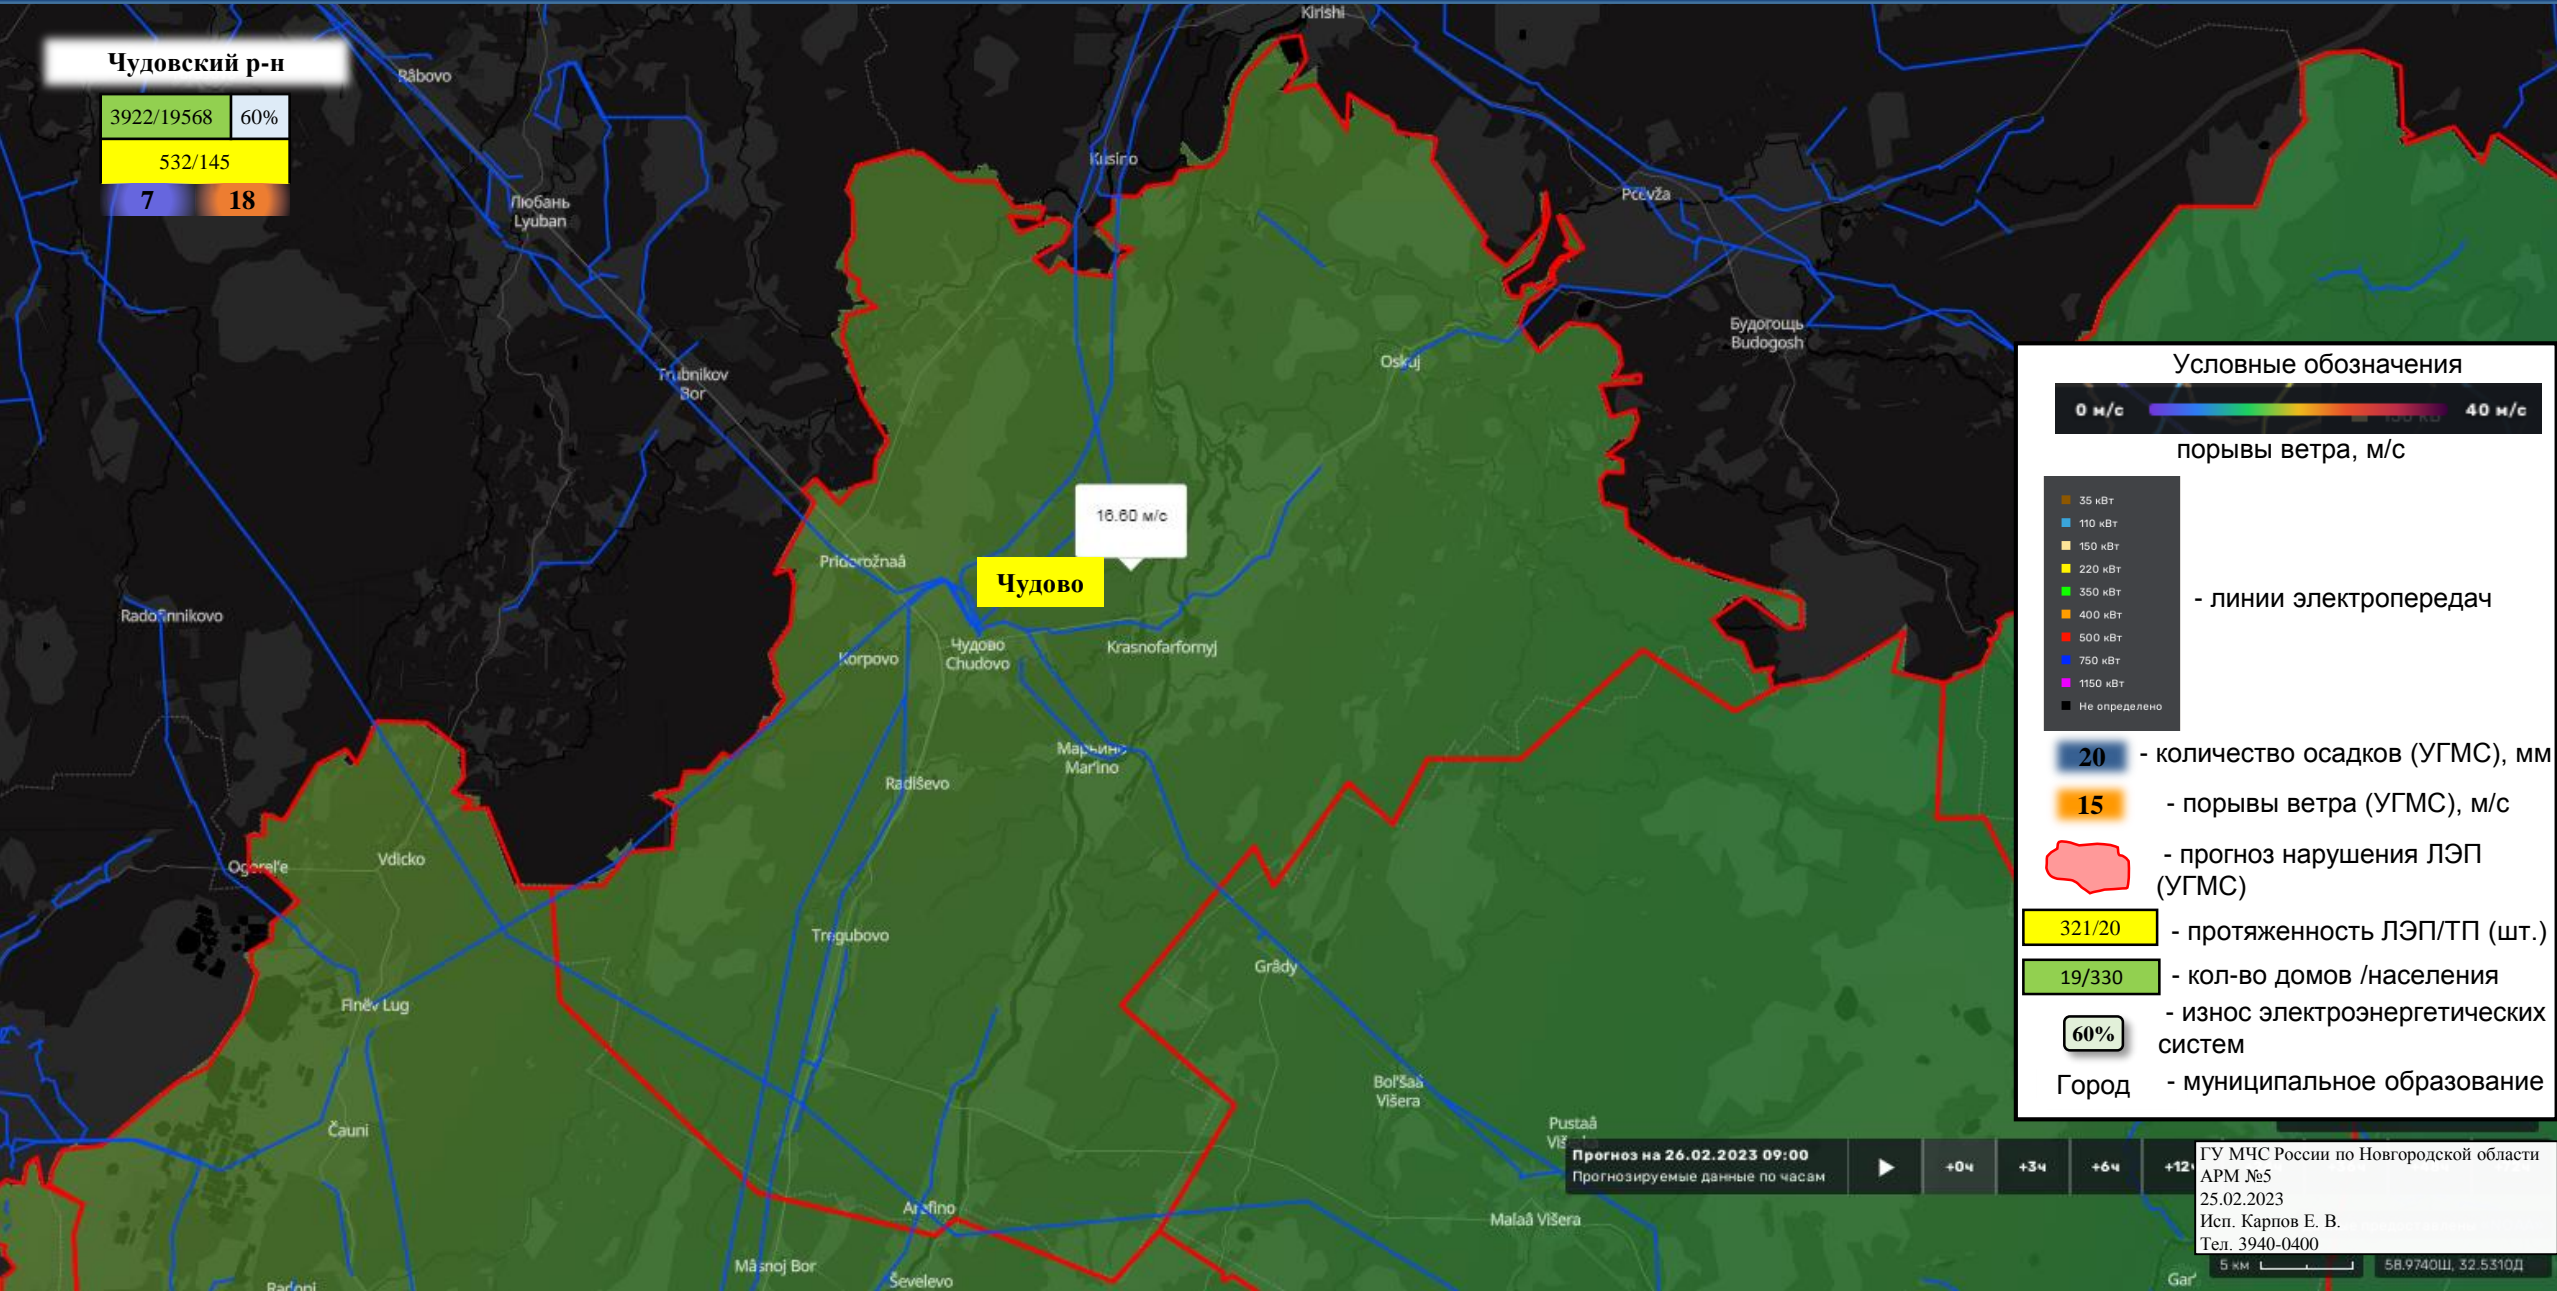 Kirishi
Чудовский р-н
Râbovo
3922/19568 60%
532/145
7 18
Kusino
Любань
Lyuban
Pčevža
Будогощь
Budogosh
Trubnikov
Bor
Oskuj
16.60 м/с
Pridorožnaâ
Чудово
Radofinnikovo
Чудово
Chudovo
Korpovo
Krasnofarfornyj
Марьино
Mar'ino
Radiševo
Ogorel'e
Vdicko
Tregubovo
Grâdy
Finëv Lug
Bol'šaâ
Višera
Čauni
Pustaâ
Arefino
Malaâ Višera
Mâsnoj Bor
Ševelevo
Gar'
Условные обозначения
0 м/с 40 м/с
порывы ветра, м/с
35 кВт
110 кВт
150 кВт
220 кВт
350 кВт
400 кВт
500 кВт
750 кВт
1150 кВт
Не определено
- линии электропередач
20 - количество осадков (УГМС), мм
15 - порывы ветра (УГМС), м/с
- прогноз нарушения ЛЭП
(УГМС)
321/20 - протяженность ЛЭП/ТП (шт.)
19/330 - кол-во домов /населения
60% - износ электроэнергетических
систем
Город - муниципальное образование
Прогноз на 26.02.2023 09:00
Прогнозируемые данные по часам
+0ч +3ч +6ч +12ч
ГУ МЧС России по Новгородской области
АРМ №5
25.02.2023
Исп. Карпов Е. В.
Тел. 3940-0400
5 км 58.9740Ш, 32.5310Д